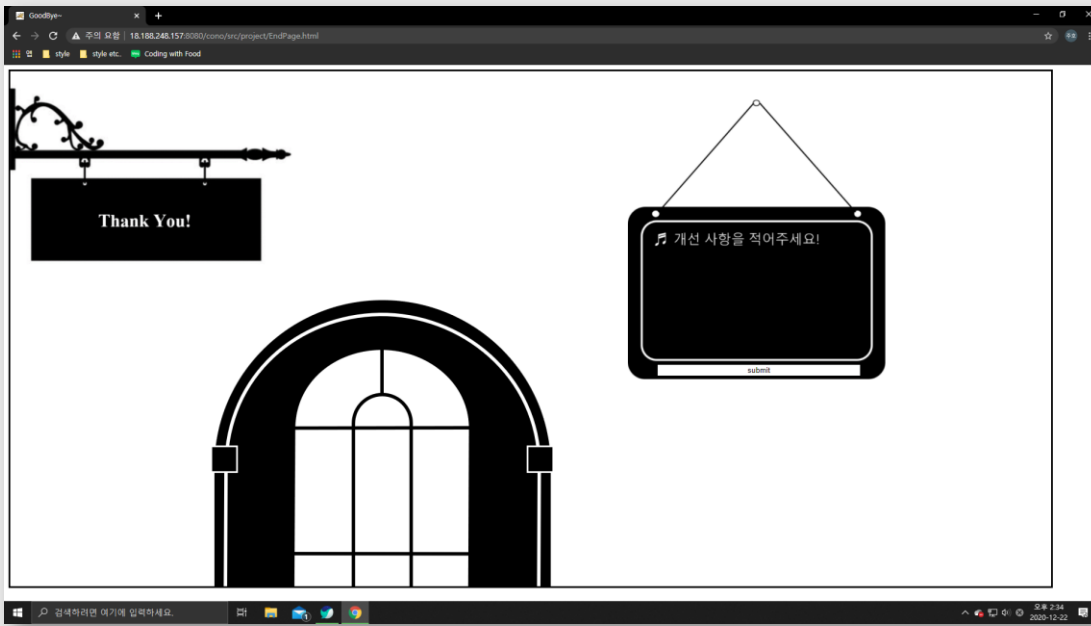 GoodBye~
주의 요함 | 18.188.248.157:8080/cono/src/project/EndPage.html
앱 style style etc. Coding with Food
Thank You!
개선 사항을 적어주세요!
submit
검색하려면 여기에 입력하세요.
오후 2:34
2020-12-22